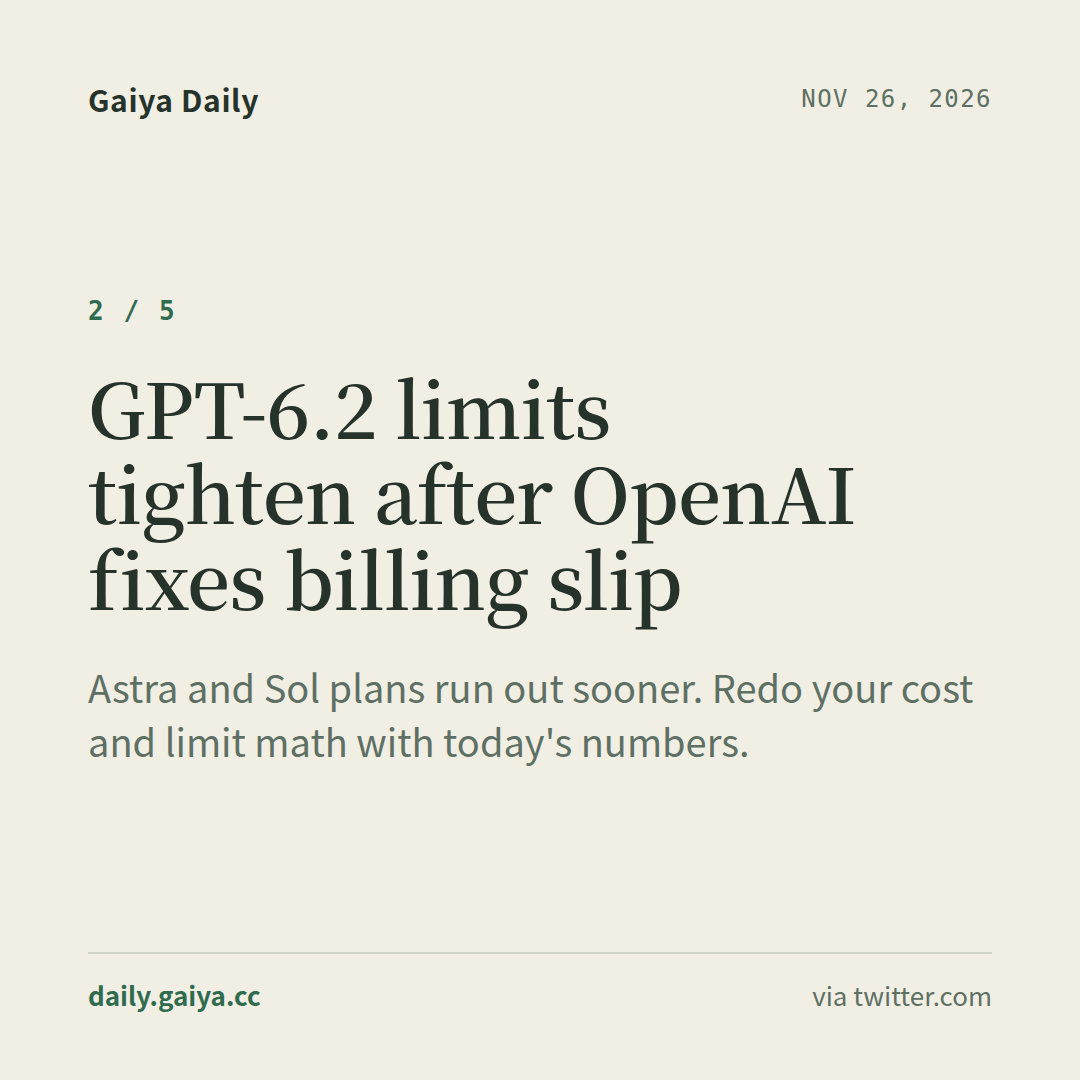 Gaiya Daily
NOV 26, 2026
2 / 5
GPT-6.2 limits
tighten after OpenAI
fixes billing slip
Astra and Sol plans run out sooner. Redo your cost
and limit math with today's numbers.
daily.gaiya.cc
via twitter.com